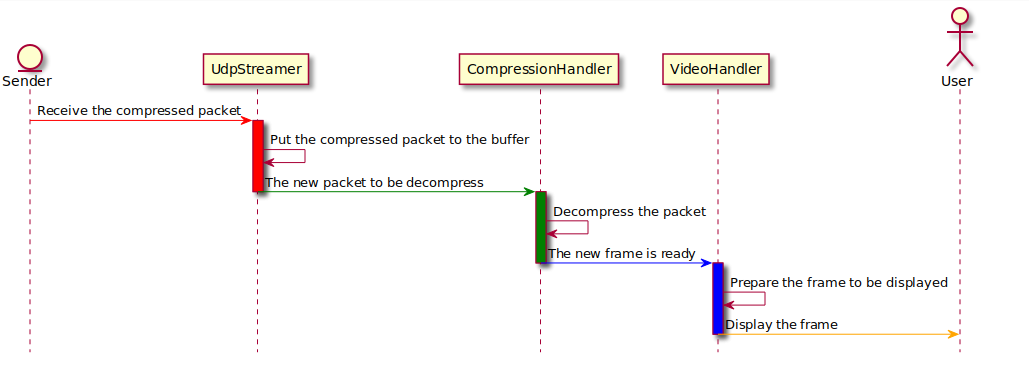 Sender
UdpStreamer
CompressionHandler
VideoHandler
User
Receive the compressed packet
Put the compressed packet to the buffer
The new packet to be decompress
Decompress the packet
The new frame is ready
Prepare the frame to be displayed
Display the frame